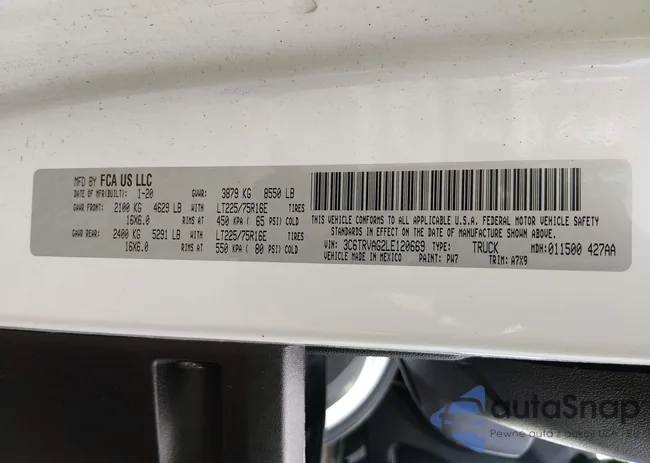 MFD BY FCA US LLC
DATE OF MFR(BUILT): 1-20 GVWR: 3879 KG 8550 LB
GAWR FRONT: 2100 KG 4629 LB WITH LT225/75R16E TIRES
16X6.0 RIMS AT 450 KPA ( 65 PSI) COLD
GAWR REAR: 2400 KG 5291 LB WITH LT225/75R16E TIRES
16X6.0 RIMS AT 550 KPA ( 80 PSI) COLD
THIS VEHICLE CONFORMS TO ALL APPLICABLE U.S.A. FEDERAL MOTOR VEHICLE SAFETY
STANDARDS IN EFFECT ON THE DATE OF MANUFACTURE SHOWN ABOVE.
VIN: 3C6TRVAG2LE120669 TYPE: TRUCK MDH: 011500 427AA
VEHICLE MADE IN MEXICO PAINT: PW7 TRIM: A7X9
autoSnap
Pewne auta z aukcji USA